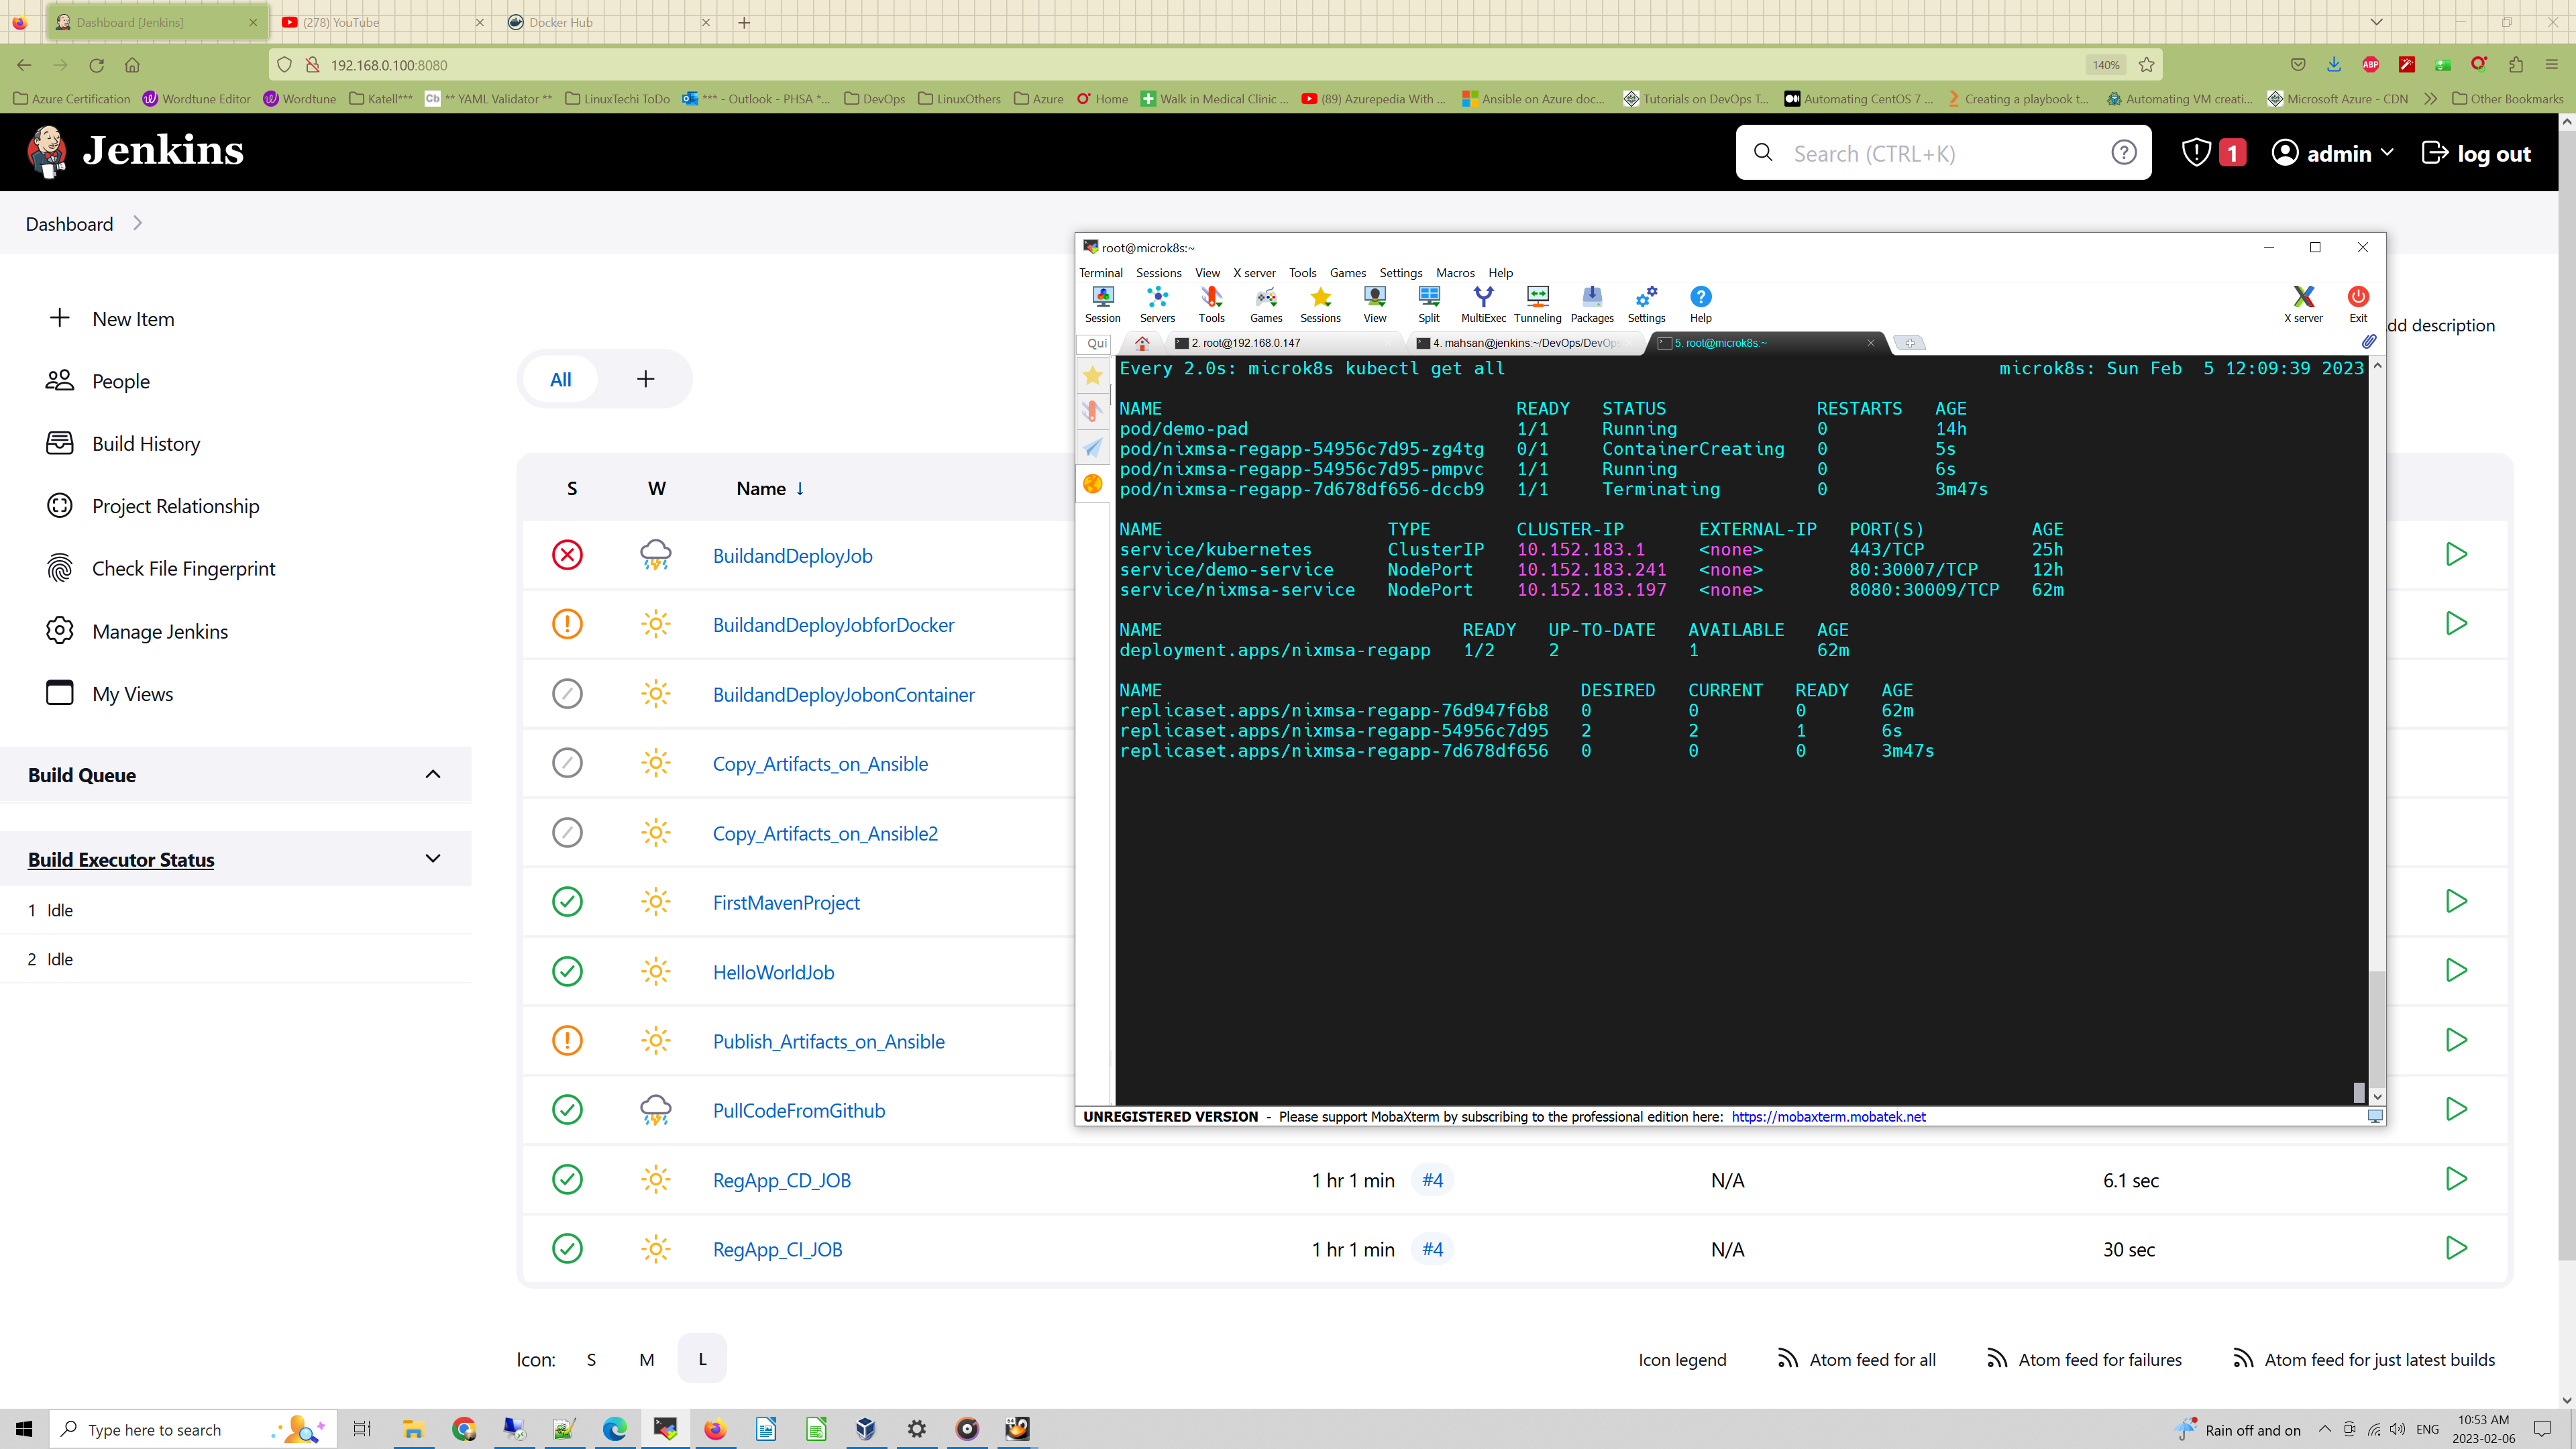 Dashboard [Jenkins]
(278) YouTube
Docker Hub
192.168.0.100:8080
140%
Azure Certification
Wordtune Editor
Wordtune
Katell***
** YAML Validator **
LinuxTechi ToDo
*** - Outlook - PHSA *...
DevOps
LinuxOthers
Azure
Home
Walk in Medical Clinic ...
(89) Azurepedia With ...
Ansible on Azure doc...
Tutorials on DevOps T...
Automating CentOS 7 ...
Creating a playbook t...
Automating VM creati...
Microsoft Azure - CDN
Other Bookmarks
Jenkins
Search (CTRL+K)
1
admin
log out
Dashboard
New Item
People
Build History
Project Relationship
Check File Fingerprint
Manage Jenkins
My Views
Build Queue
Build Executor Status
1 Idle
2 Idle
dd description
All
S W Name ↓
BuildandDeployJob
BuildandDeployJobforDocker
BuildandDeployJobonContainer
Copy_Artifacts_on_Ansible
Copy_Artifacts_on_Ansible2
FirstMavenProject
HelloWorldJob
Publish_Artifacts_on_Ansible
PullCodeFromGithub
RegApp_CD_JOB 1 hr 1 min #4 N/A 6.1 sec
RegApp_CI_JOB 1 hr 1 min #4 N/A 30 sec
Icon: S M L
Icon legend
Atom feed for all
Atom feed for failures
Atom feed for just latest builds
root@microk8s:~
Terminal Sessions View X server Tools Games Settings Macros Help
Session Servers Tools Games Sessions View Split MultiExec Tunneling Packages Settings Help X server Exit
Qui
2. root@192.168.0.147
4. mahsan@jenkins:~/DevOps/DevOps
5. root@microk8s:~
Every 2.0s: microk8s kubectl get all microk8s: Sun Feb  5 12:09:39 2023
NAME READY STATUS RESTARTS AGE
pod/demo-pad 1/1 Running 0 14h
pod/nixmsa-regapp-54956c7d95-zg4tg 0/1 ContainerCreating 0 5s
pod/nixmsa-regapp-54956c7d95-pmpvc 1/1 Running 0 6s
pod/nixmsa-regapp-7d678df656-dccb9 1/1 Terminating 0 3m47s
NAME TYPE CLUSTER-IP EXTERNAL-IP PORT(S) AGE
service/kubernetes ClusterIP 10.152.183.1 <none> 443/TCP 25h
service/demo-service NodePort 10.152.183.241 <none> 80:30007/TCP 12h
service/nixmsa-service NodePort 10.152.183.197 <none> 8080:30009/TCP 62m
NAME READY UP-TO-DATE AVAILABLE AGE
deployment.apps/nixmsa-regapp 1/2 2 1 62m
NAME DESIRED CURRENT READY AGE
replicaset.apps/nixmsa-regapp-76d947f6b8 0 0 0 62m
replicaset.apps/nixmsa-regapp-54956c7d95 2 2 1 6s
replicaset.apps/nixmsa-regapp-7d678df656 0 0 0 3m47s
UNREGISTERED VERSION - Please support MobaXterm by subscribing to the professional edition here: https://mobaxterm.mobatek.net
Type here to search
Rain off and on
ENG
10:53 AM
2023-02-06